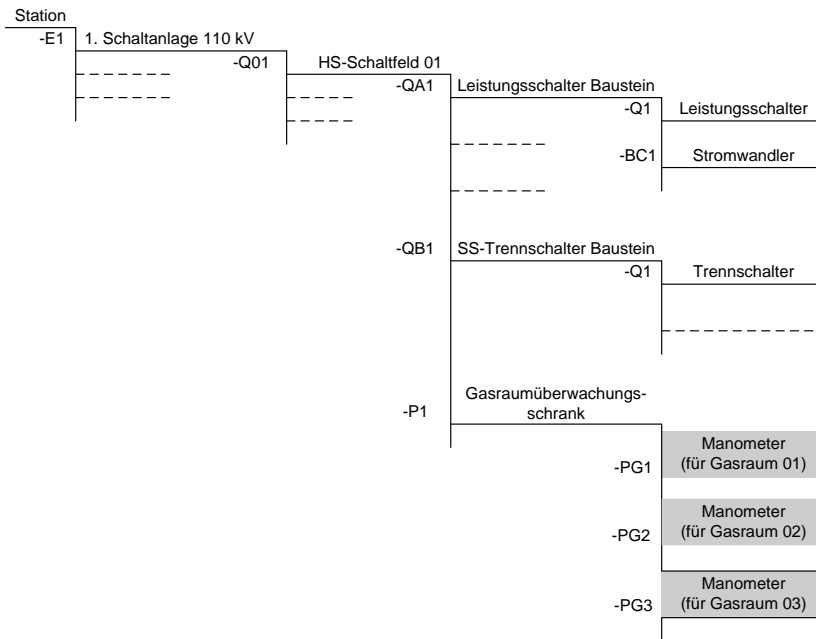 Station
-E1
1. Schaltanlage 110 kV
-Q01
HS-Schaltfeld 01
-QA1
Leistungsschalter Baustein
-Q1
Leistungsschalter
-BC1
Stromwandler
-QB1
SS-Trennschalter Baustein
-Q1
Trennschalter
-P1
Gasraumüberwachungs-
schrank
-PG1
Manometer
(für Gasraum 01)
-PG2
Manometer
(für Gasraum 02)
-PG3
Manometer
(für Gasraum 03)